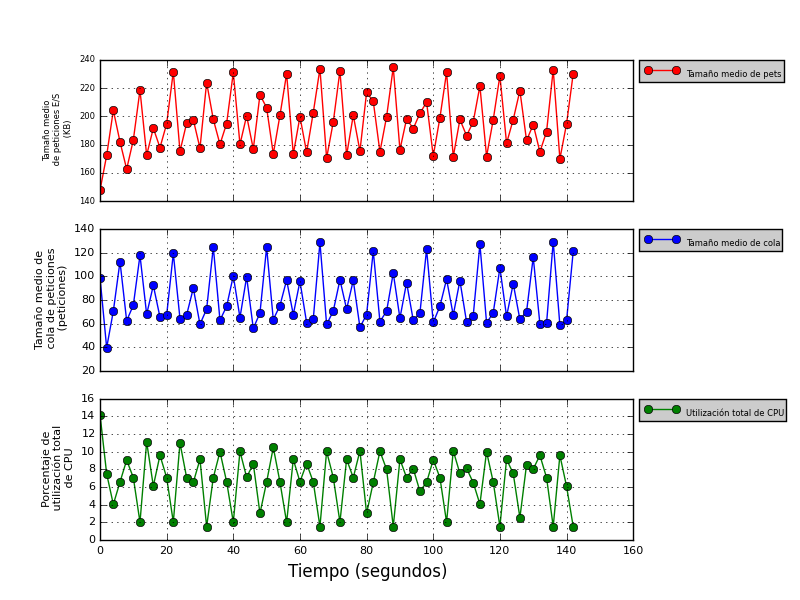 240
220
200
180
160
140
Tamaño medio
de peticiones E/S
(KB)
Tamaño medio de pets
140
120
100
80
60
40
20
Tamaño medio de
cola de peticiones
(peticiones)
Tamaño medio de cola
16
14
12
10
8
6
4
2
0
Porcentaje de
utilización total
de CPU
Utilización total de CPU
0 20 40 60 80 100 120 140 160
Tiempo (segundos)